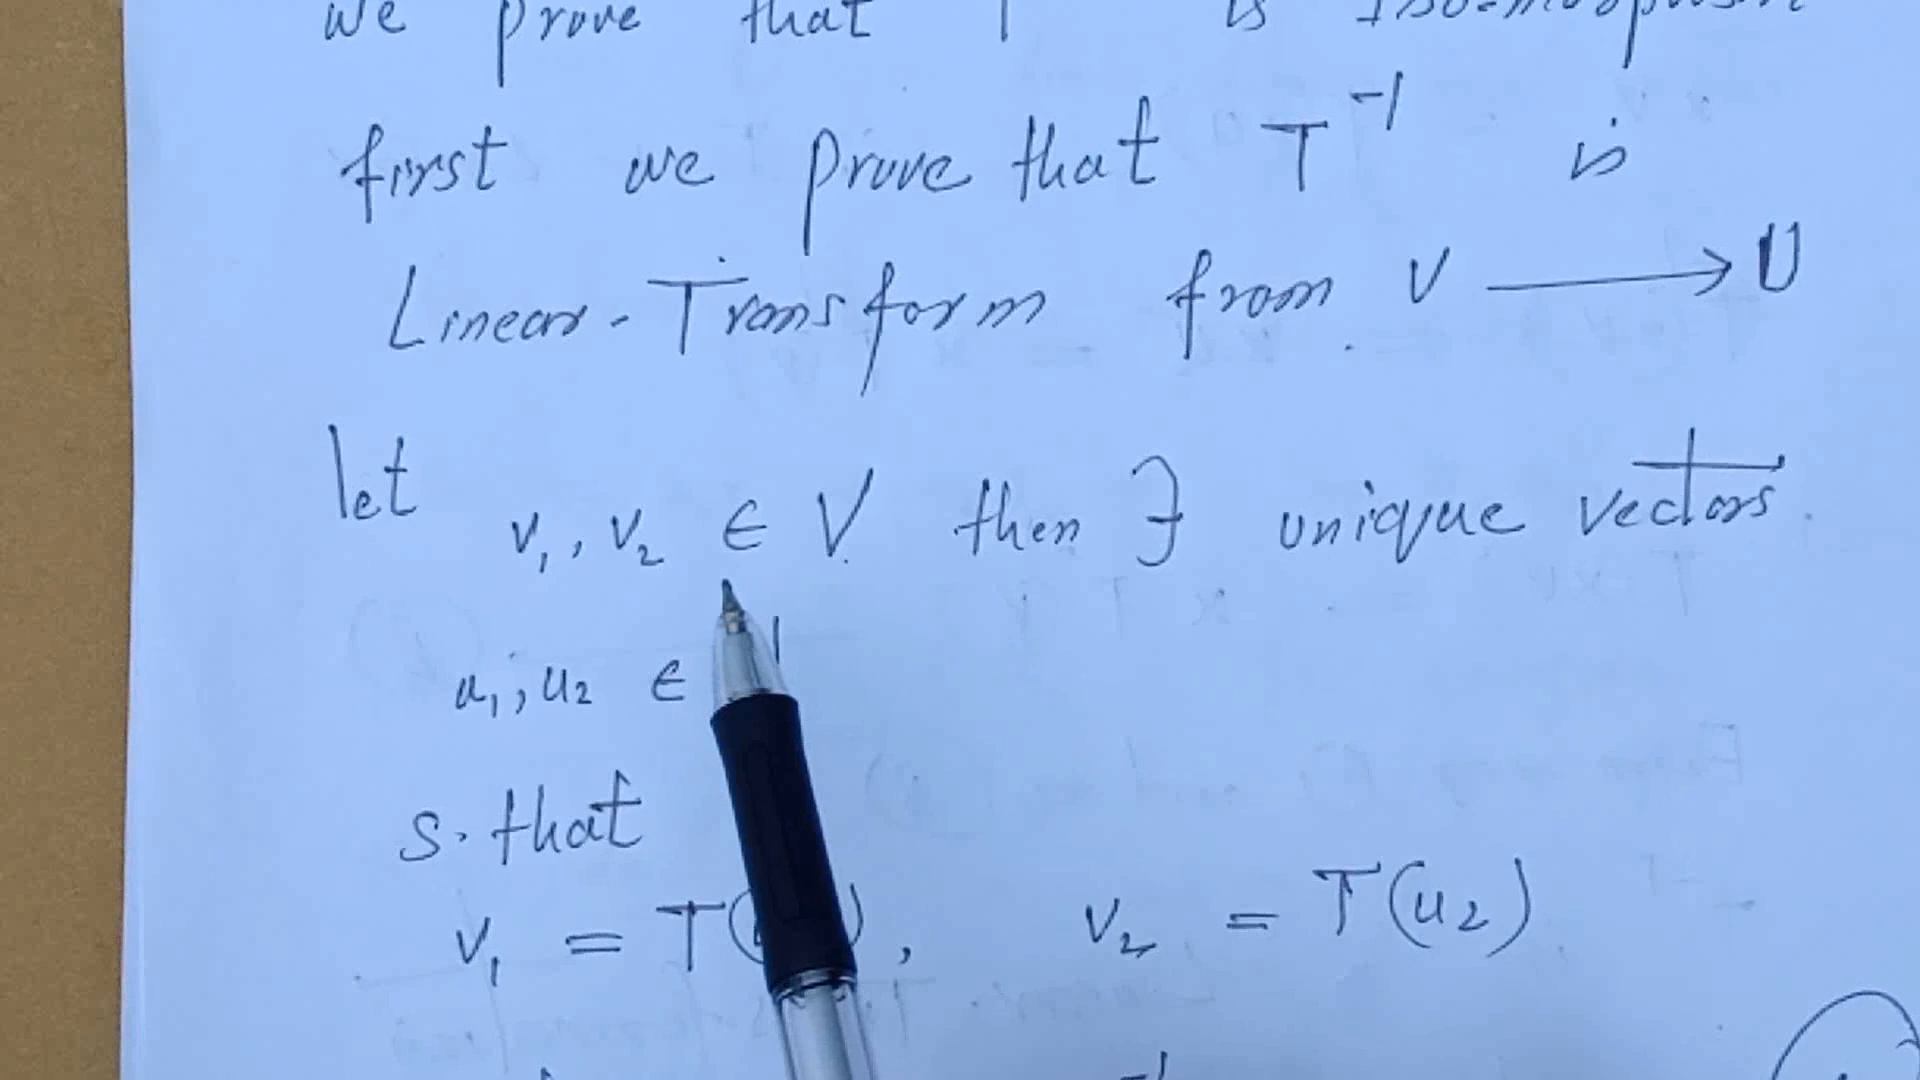 we prove that T is
first we prove that T⁻¹ is
Linear-Transform from V ⟶ U
let v₁, v₂ ∈ V then ∃ unique vectors
u₁, u₂ ∈
s. that
v₁ = T( ), v₂ = T(u₂)